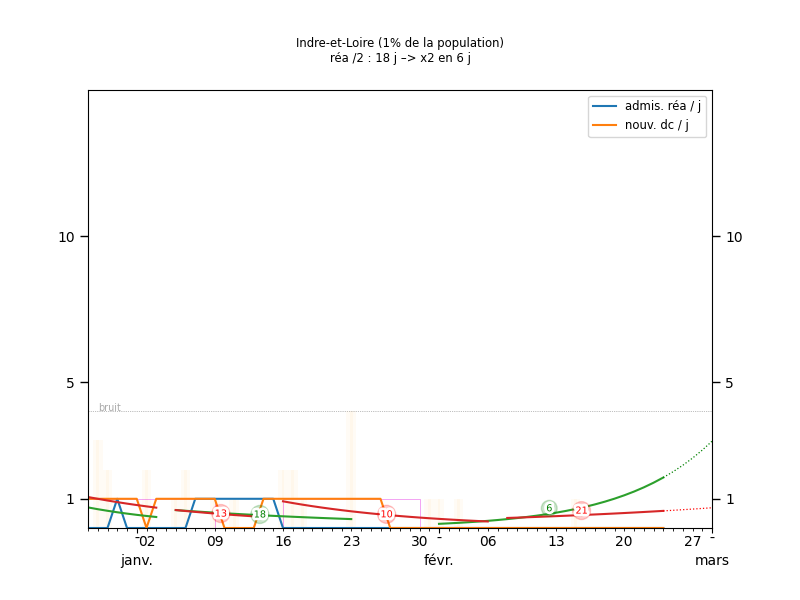 Indre-et-Loire (1% de la population)
réa /2 : 18 j –> x2 en 6 j
admis. réa / j
nouv. dc / j
10
10
5
5
bruit
1
1
13
18
10
6
21
02
09
16
23
30
06
13
20
27
janv.
févr.
mars